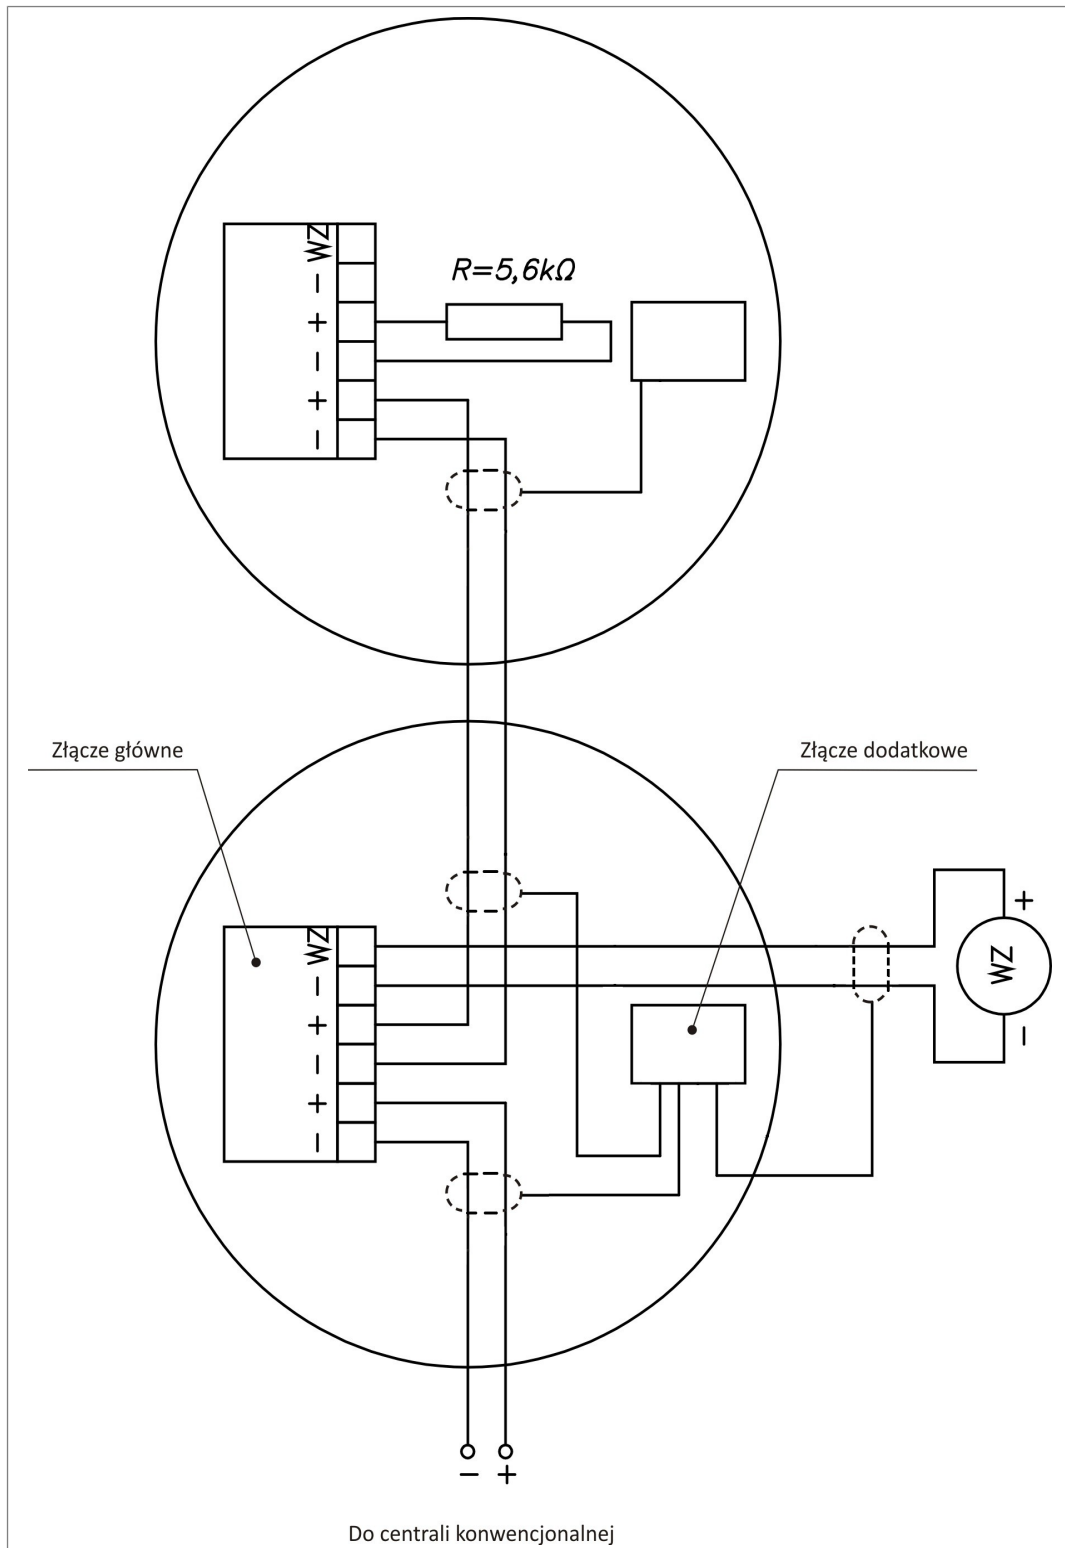 WZ
−
+
−
+
−
R=5,6kΩ
Złącze główne
Złącze dodatkowe
WZ
−
+
−
+
−
+
WZ
−
− +
Do centrali konwencjonalnej